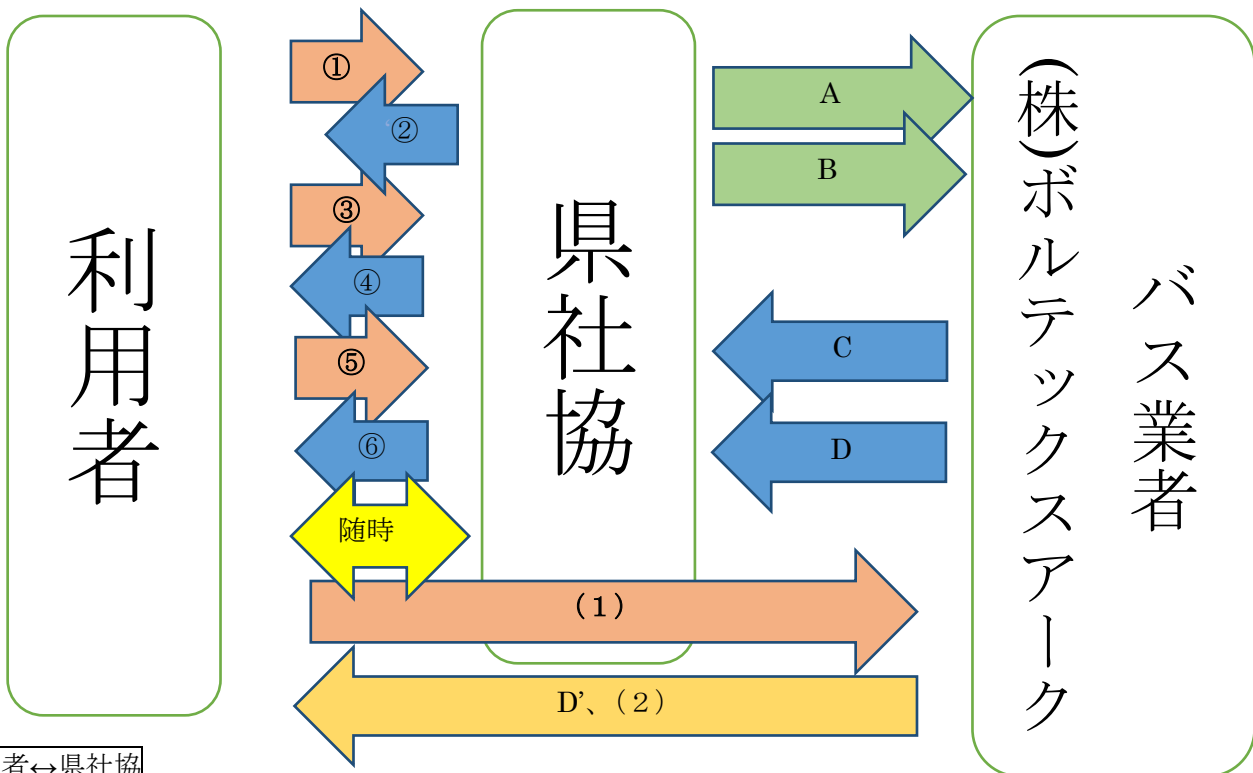 利用者
①
②
③
④
⑤
⑥
随時
県社協
A
B
C
D
(1)
D’、(2)
バス業者
(株)ボルテックスアーク
者↔県社協